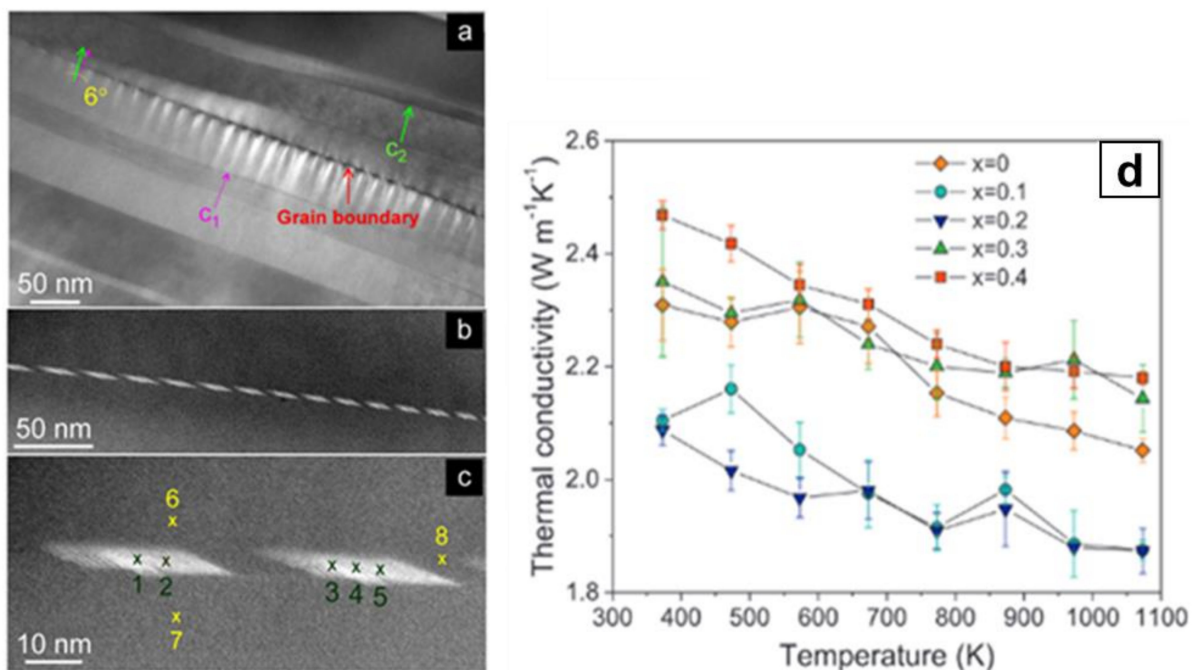 a
6°
C₂
C₁
Grain boundary
50 nm
b
50 nm
c
6
8
1 2
3 4 5
7
10 nm
d
2.6
2.4
2.2
2.0
1.8
Thermal conductivity (W m⁻¹K⁻¹)
x=0
x=0.1
x=0.2
x=0.3
x=0.4
300 400 500 600 700 800 900 1000 1100
Temperature (K)